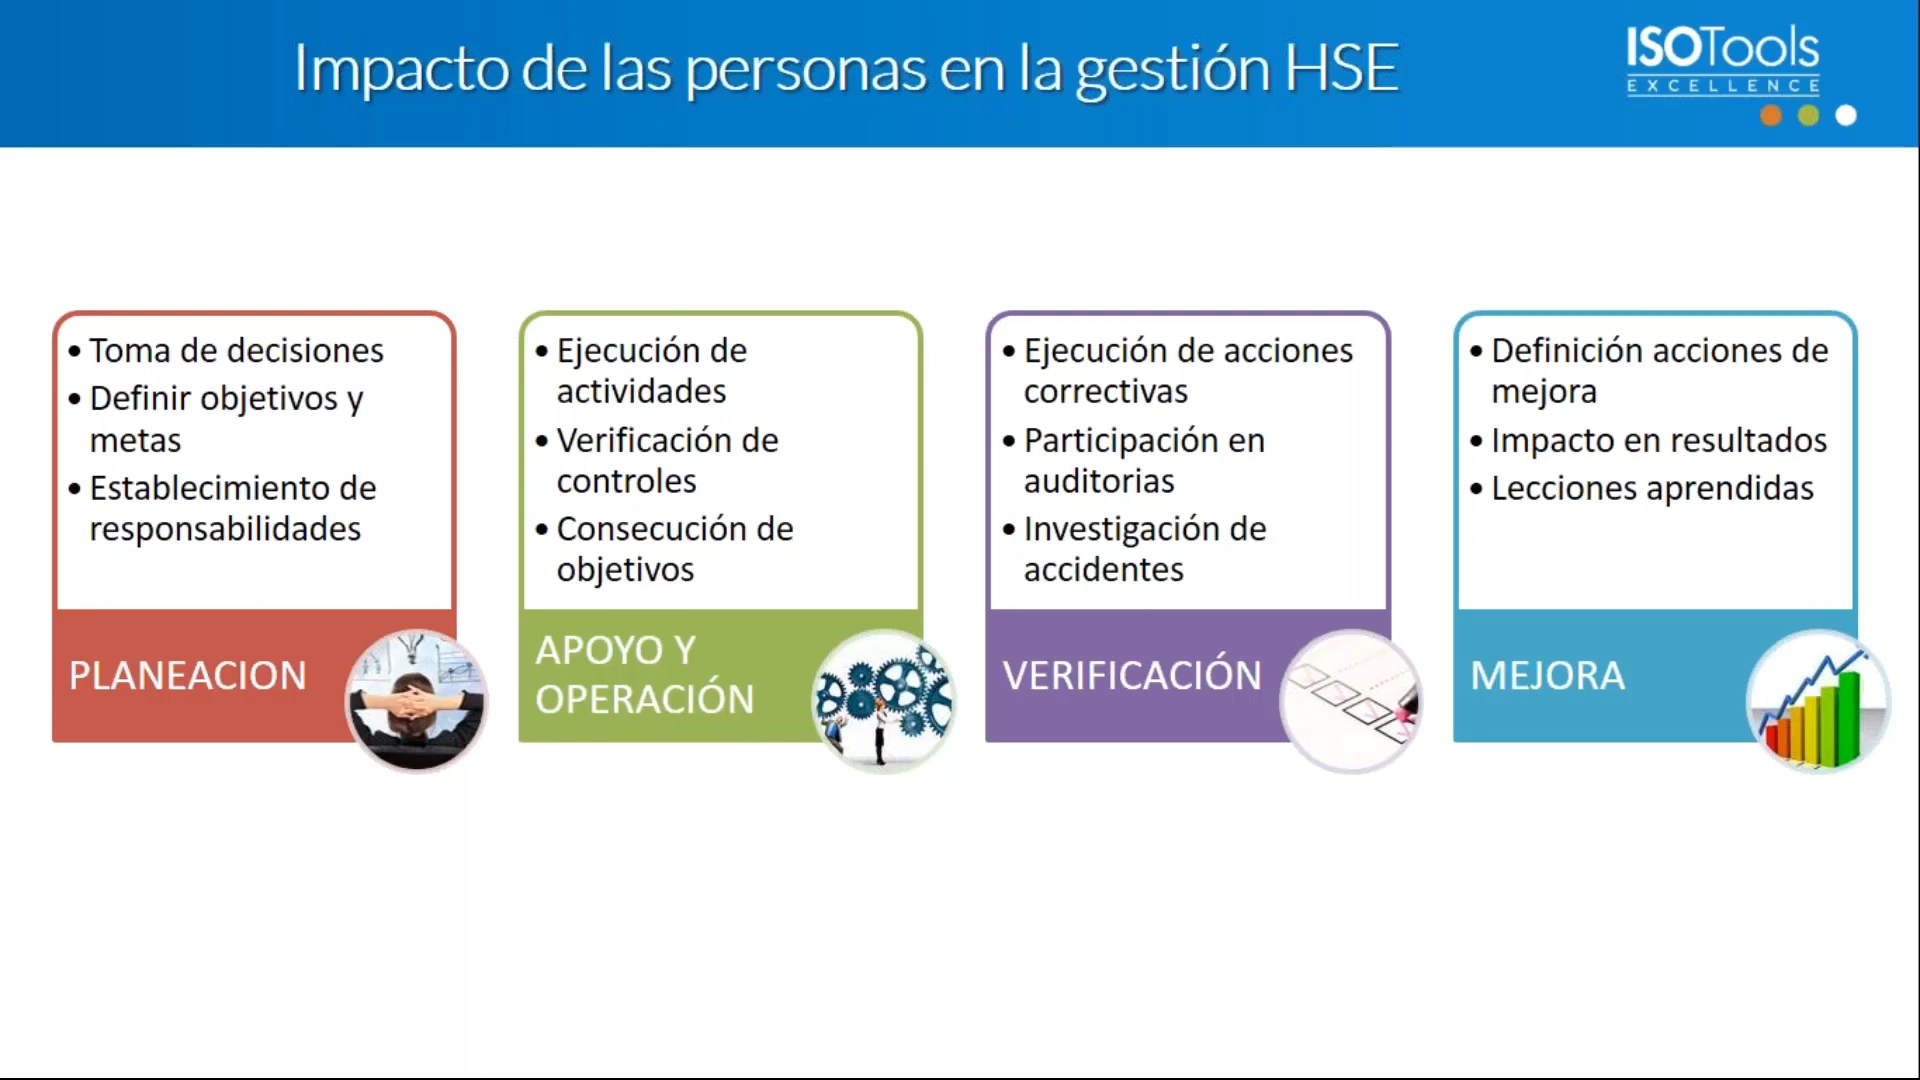 Impacto de las personas en la gestión HSE
ISOTools
EXCELLENCE
• Toma de decisiones
• Definir objetivos y
metas
• Establecimiento de
responsabilidades
PLANEACION
• Ejecución de
actividades
• Verificación de
controles
• Consecución de
objetivos
APOYO Y
OPERACIÓN
• Ejecución de acciones
correctivas
• Participación en
auditorias
• Investigación de
accidentes
VERIFICACIÓN
• Definición acciones de
mejora
• Impacto en resultados
• Lecciones aprendidas
MEJORA